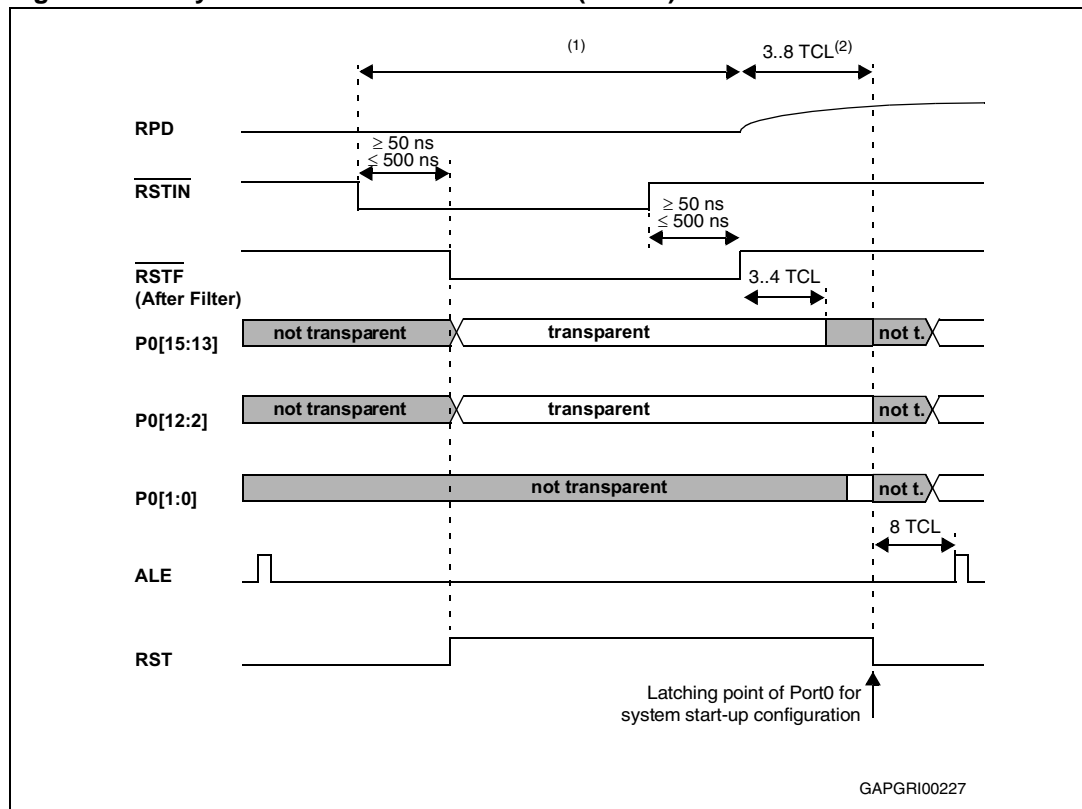 (1)
3..8 TCL(2)
RPD
≥ 50 ns
≤ 500 ns
RSTIN
≥ 50 ns
≤ 500 ns
RSTF
(After Filter)
3..4 TCL
P0[15:13]
not transparent
transparent
not t.
P0[12:2]
not transparent
transparent
not t.
P0[1:0]
not transparent
not t.
8 TCL
ALE
RST
Latching point of Port0 for
system start-up configuration
GAPGRI00227